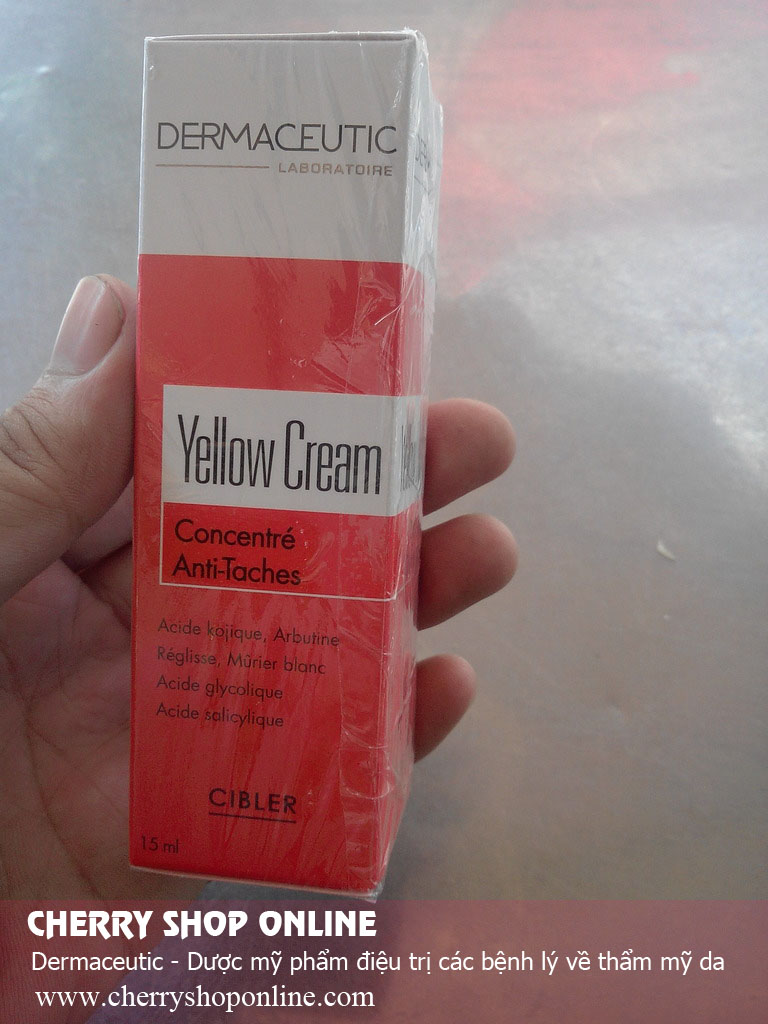 DERMACEUTIC
LABORATOIRE
Yellow Cream
Concentré
Anti-Taches
Acide kojique, Arbutine
Réglisse, Mûrier blanc
Acide glycolique
Acide salicylique
CIBLER
15 ml
CHERRY SHOP ONLINE
Dermaceutic - Dược mỹ phẩm điệu trị các bệnh lý về thẩm mỹ da
www.cherryshoponline.com